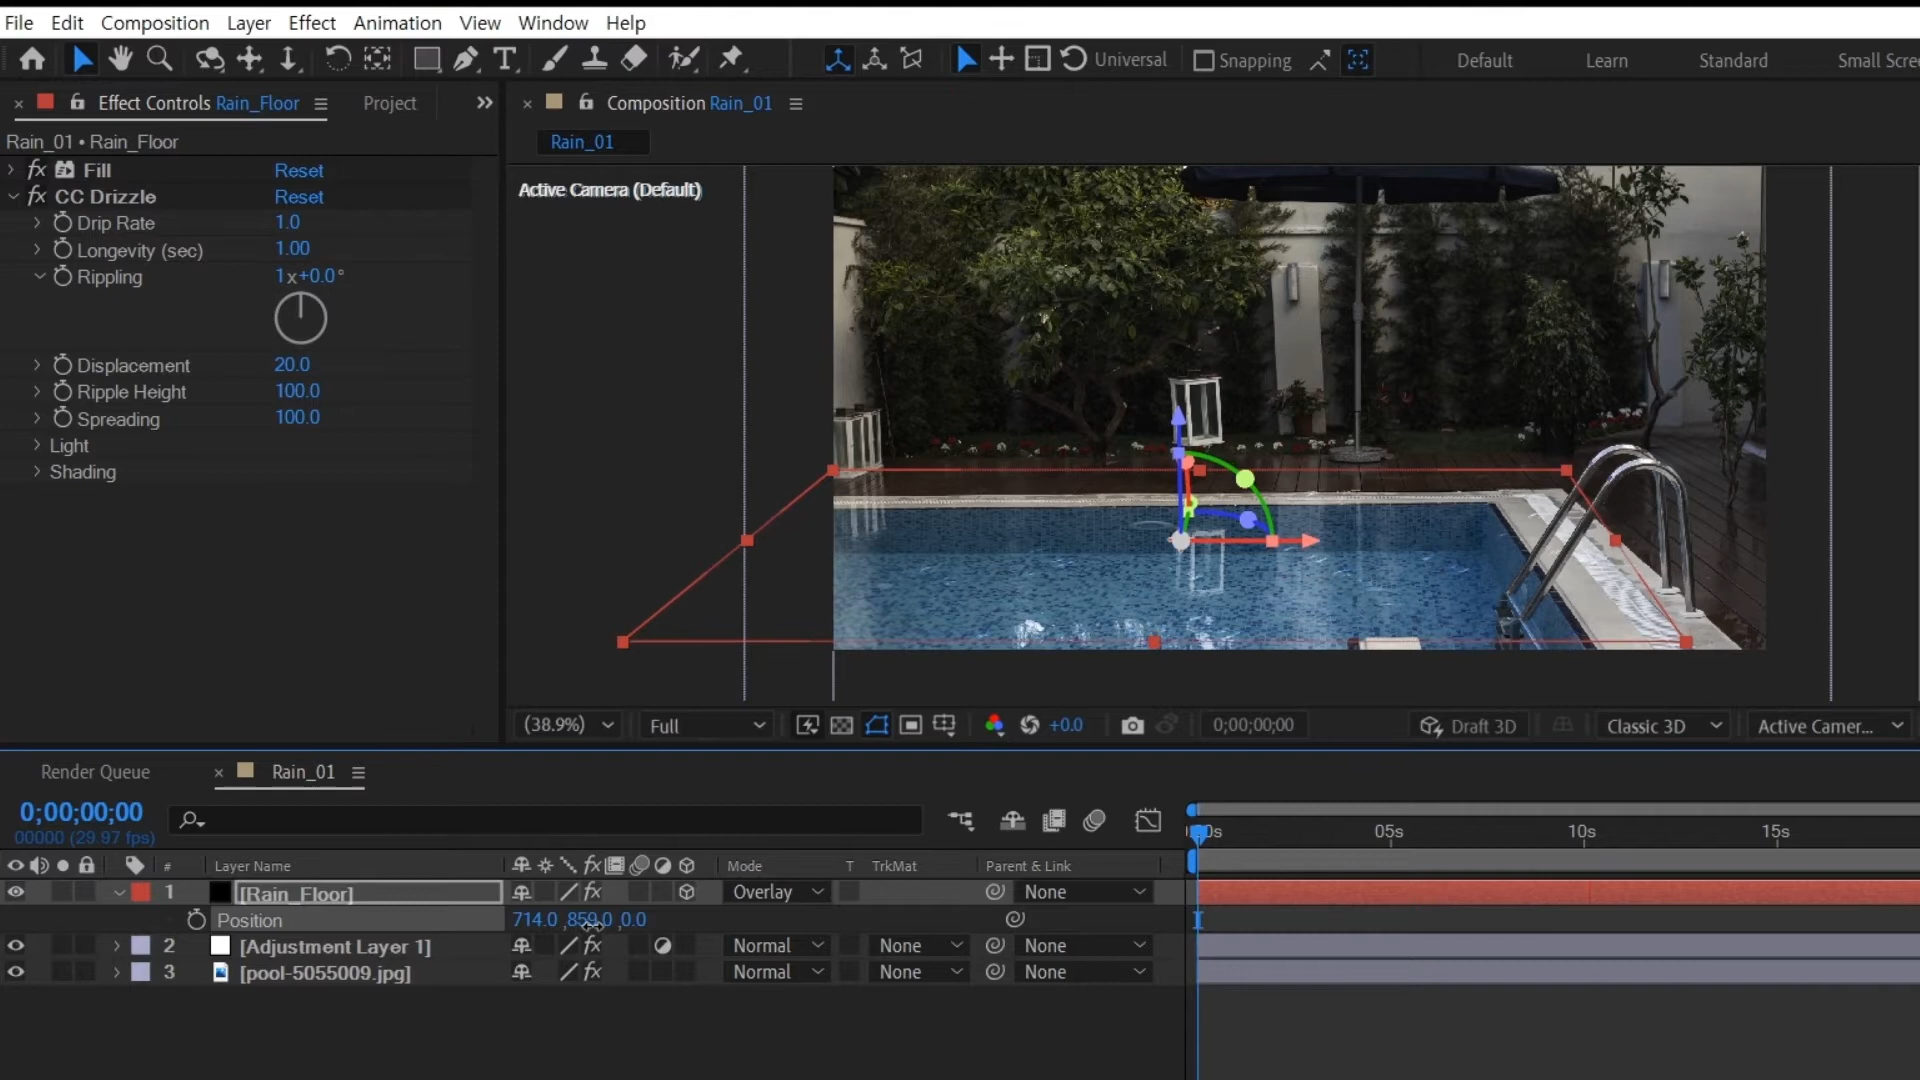 File Edit Composition Layer Effect Animation View Window Help
Universal Snapping Default Learn Standard Small Scre
Effect Controls Rain_Floor Project
Composition Rain_01
Rain_01 • Rain_Floor
Rain_01
fx Fill Reset
Active Camera (Default)
fx CC Drizzle Reset
Drip Rate 1.0
Longevity (sec) 1.00
Rippling 1x+0.0°
Displacement 20.0
Ripple Height 100.0
Spreading 100.0
Light
Shading
(38.9%) Full +0.0 0;00;00;00 Draft 3D Classic 3D Active Camer...
Render Queue Rain_01
0;00;00;00
00000 (29.97 fps)
05s 10s 15s
# Layer Name fx Mode T TrkMat Parent & Link
1 [Rain_Floor] fx Overlay None
Position 714.0 ,859.0 ,0.0
2 [Adjustment Layer 1] fx Normal None None
3 [pool-5055009.jpg] fx Normal None None